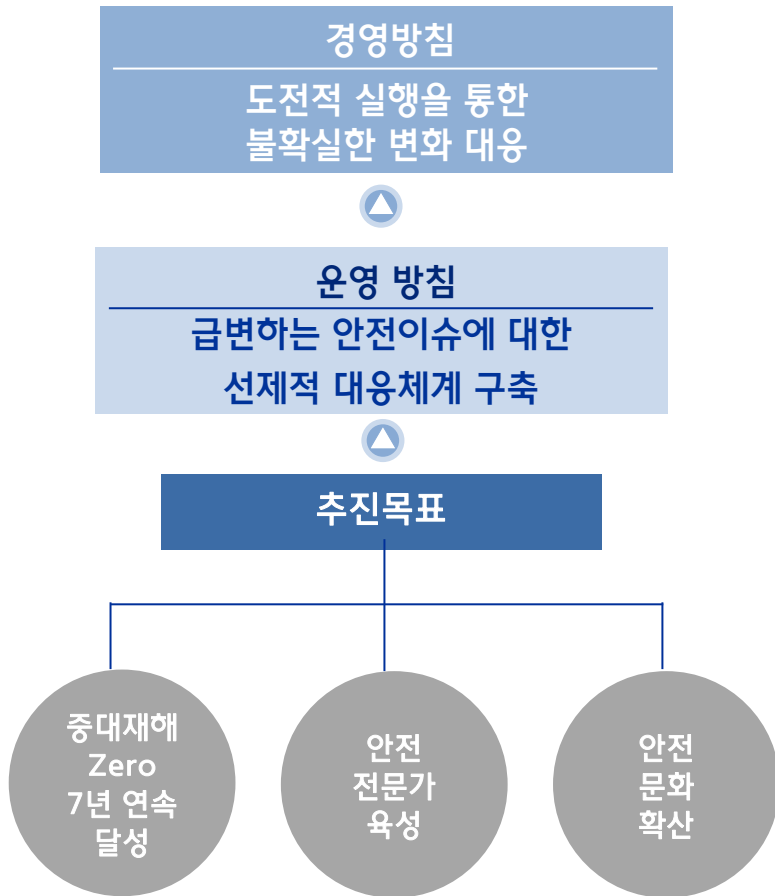 경영방침
도전적 실행을 통한
불확실한 변화 대응
운영 방침
급변하는 안전이슈에 대한
선제적 대응체계 구축
추진목표
중대재해
Zero
7년 연속
달성
안전
전문가
육성
안전
문화
확산